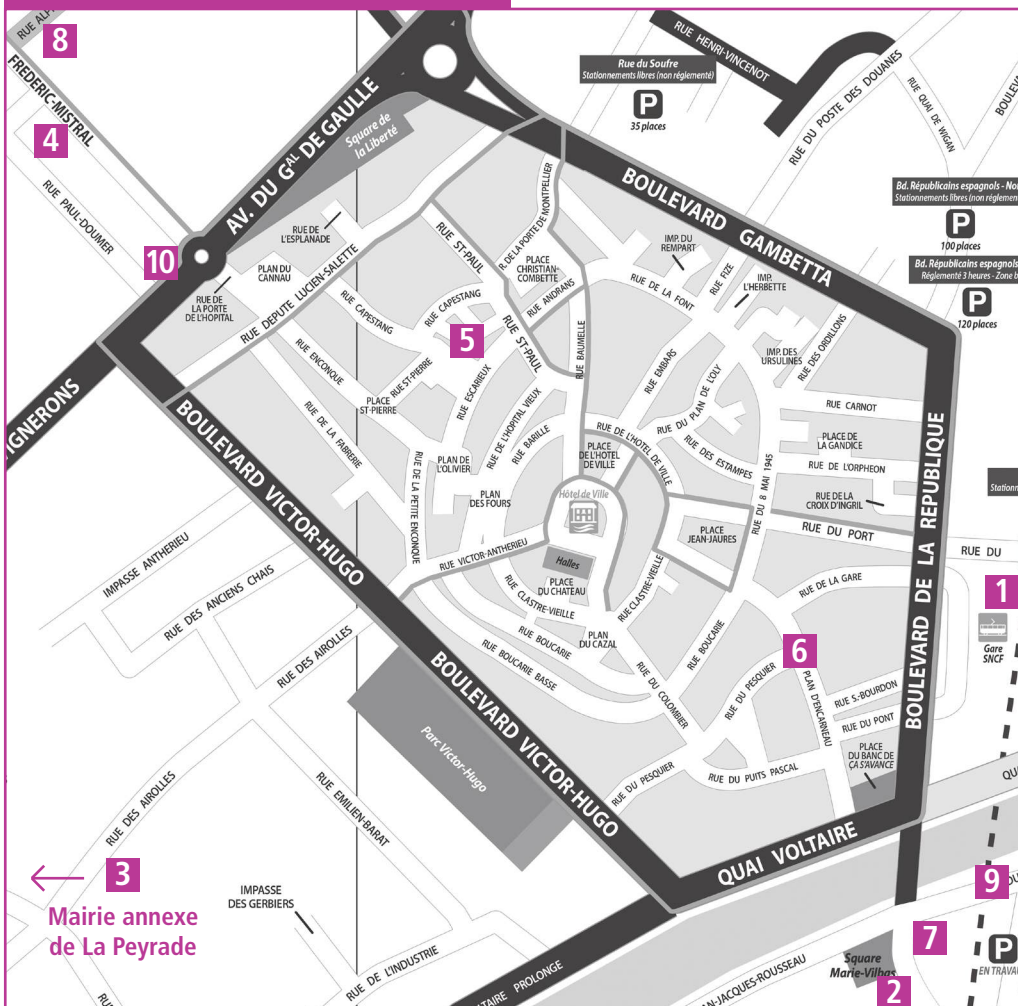 RUE ALP
8
FREDERIC-MISTRAL
4
RUE PAUL-DOUMER
10
AV. DU GAL DE GAULLE
Square de
la Liberté
RUE HENRI-VINCENOT
Rue du Soufre
Stationnements libres (non réglementé)
P
35 places
RUE DU POSTE DES DOUANES
RUE QUAI DE WIGAN
BOULEVA
Bd. Républicains espagnols - No
Stationnements libres (non réglemen
P
100 places
Bd. Républicains espagnols
Réglementé 3 heures - Zone b
P
120 places
BOULEVARD GAMBETTA
RUE DE
L'ESPLANADE
PLAN DU
CANNAU
RUE DE
LA PORTE
DE L'HOPITAL
RUE DEPUTE LUCIEN-SALETTE
RUE ST-PAUL
R. DE LA PORTE DE MONTPELLIER
PLACE
CHRISTIAN-
COMBETTE
RUE ANDRANS
IMP. DU
REMPART
RUE DE LA FONT
RUE FIZE
IMP.
L'HERBETTE
IMP. DES
URSULINES
RUE DES ORDILLONS
RUE CAPESTANG
RUE CAPESTANG
5
RUE ST-PAUL
RUE BAUMELLE
RUE EMBARS
RUE DU PLAN DE L'OLY
RUE CARNOT
RUE ENCONQUE
RUE ST-PIERRE
PLACE
ST-PIERRE
RUE ESCARIEUX
RUE DE L'HOPITAL VIEUX
RUE BARILLE
RUE DE LA FABRERIE
RUE DE LA PETITE ENCONQUE
PLAN DE
L'OLIVIER
PLAN
DES FOURS
PLACE
DE L'HOTEL
DE VILLE
RUE DE L'HOTEL DE VILLE
RUE DES ESTAMPES
RUE DU 8 MAI 1945
PLACE DE
LA GANDICE
RUE DE L'ORPHEON
RUE DE LA
CROIX D'INGRIL
Stationn
Hôtel de Ville
PLACE
JEAN-JAURES
RUE DU PORT
RUE DU
IGNERONS
BOULEVARD VICTOR-HUGO
RUE VICTOR-ANTHERIEU
Halles
PLACE
DU CHATEAU
RUE CLASTRE-VIEILLE
RUE CLASTRE-VIEILLE
PLAN
DU CAZAL
RUE BOUCARIE
RUE BOUCARIE BASSE
RUE BOUCARIE
RUE DE LA GARE
BOULEVARD DE LA REPUBLIQUE
1
Gare
SNCF
6
RUE DU COLOMBIER
RUE DU PESQUIER
PLAN D'ENCARNEAU
RUE S.-BOURDON
RUE DU PONT
PLACE
DU BANC DE
ÇA S'AVANCE
RUE DU PUITS PASCAL
RUE DU PESQUIER
IMPASSE ANTHERIEU
RUE DES ANCIENS CHAIS
RUE DES AIROLLES
BOULEVARD VICTOR-HUGO
Parc Victor-Hugo
RUE DES AIROLLES
RUE EMILIEN-BARAT
QUAI VOLTAIRE
QU
3
Mairie annexe
de La Peyrade
IMPASSE
DES GERBIERS
RUE DE L'INDUSTRIE
RU
TAIRE PROLONGE
AN-JACQUES-ROUSSEAU
Square
Marie-Vilhas
2
7
9
OU
P
EN TRAVAU